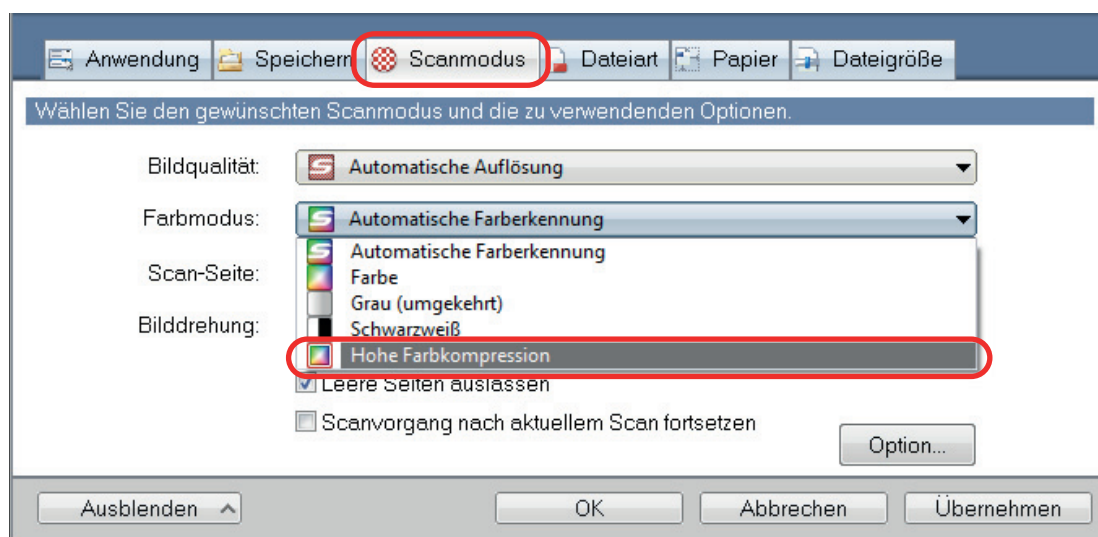 Anwendung Speichern Scanmodus Dateiart Papier Dateigröße
Wählen Sie den gewünschten Scanmodus und die zu verwendenden Optionen.
Bildqualität: Automatische Auflösung
Farbmodus: Automatische Farberkennung
Automatische Farberkennung
Scan-Seite: Farbe
Grau (umgekehrt)
Bilddrehung: Schwarzweiß
Hohe Farbkompression
Leere Seiten auslassen
Scanvorgang nach aktuellem Scan fortsetzen
Option...
Ausblenden OK Abbrechen Übernehmen